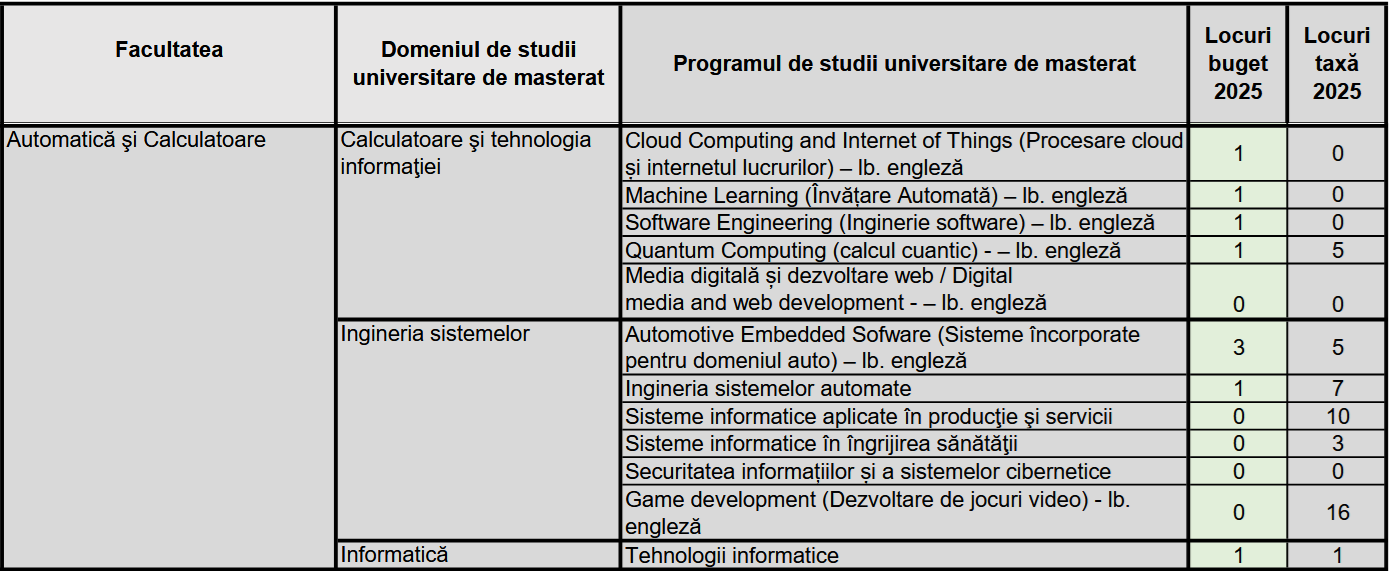 Facultatea
Domeniul de studii
universitare de masterat
Programul de studii universitare de masterat
Locuri
buget
2025
Locuri
taxă
2025
Automatică şi Calculatoare
Calculatoare şi tehnologia
informaţiei
Cloud Computing and Internet of Things (Procesare cloud
și internetul lucrurilor) – lb. engleză
1
0
Machine Learning (Învățare Automată) – lb. engleză
1
0
Software Engineering (Inginerie software) – lb. engleză
1
0
Quantum Computing (calcul cuantic) - – lb. engleză
1
5
Media digitală și dezvoltare web / Digital
media and web development - – lb. engleză
0
0
Ingineria sistemelor
Automotive Embedded Sofware (Sisteme încorporate
pentru domeniul auto) – lb. engleză
3
5
Ingineria sistemelor automate
1
7
Sisteme informatice aplicate în producţie şi servicii
0
10
Sisteme informatice în îngrijirea sănătăţii
0
3
Securitatea informațiilor și a sistemelor cibernetice
0
0
Game development (Dezvoltare de jocuri video) - lb.
engleză
0
16
Informatică
Tehnologii informatice
1
1